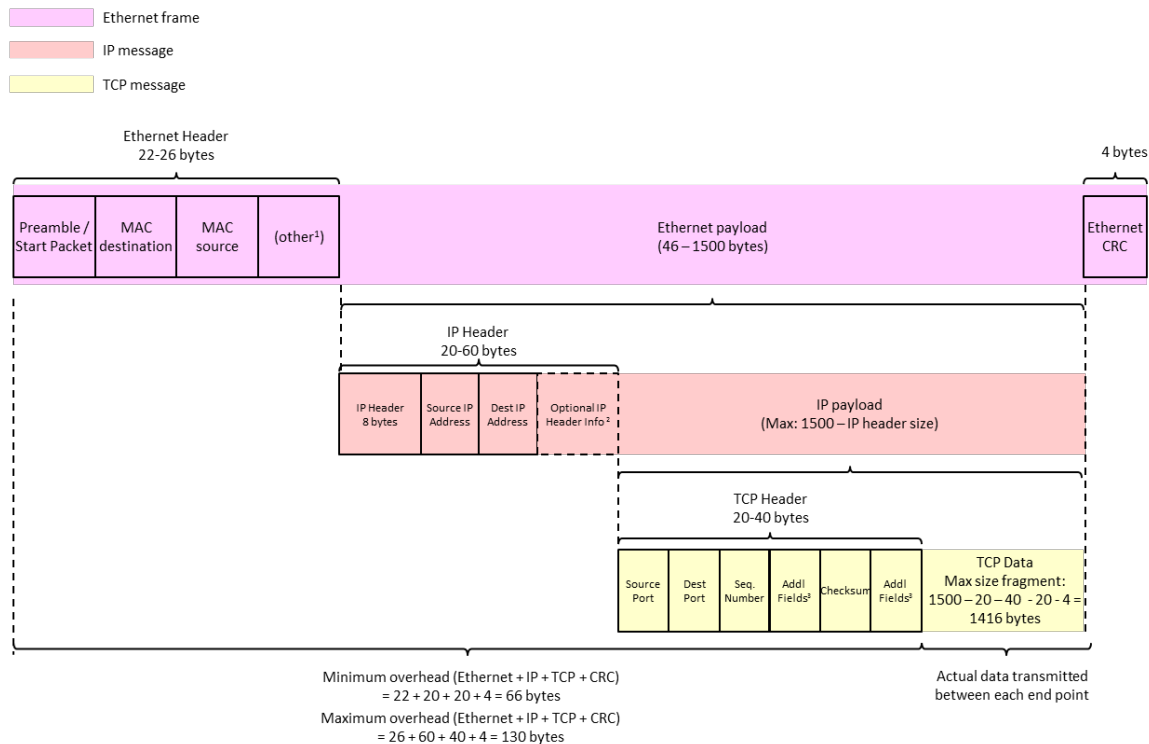 Ethernet frame
IP message
TCP message
Ethernet Header
22-26 bytes
4 bytes
Preamble /
Start Packet
MAC
destination
MAC
source
(other¹)
Ethernet payload
(46 – 1500 bytes)
Ethernet
CRC
IP Header
20-60 bytes
IP Header
8 bytes
Source IP
Address
Dest IP
Address
Optional IP
Header Info ²
IP payload
(Max: 1500 – IP header size)
TCP Header
20-40 bytes
Source
Port
Dest
Port
Seq.
Number
Addl
Fields³
Checksum
Addl
Fields³
TCP Data
Max size fragment:
1500 – 20 – 40 - 20 - 4 =
1416 bytes
Minimum overhead (Ethernet + IP + TCP + CRC)
= 22 + 20 + 20 + 4 = 66 bytes
Maximum overhead (Ethernet + IP + TCP + CRC)
= 26 + 60 + 40 + 4 = 130 bytes
Actual data transmitted
between each end point